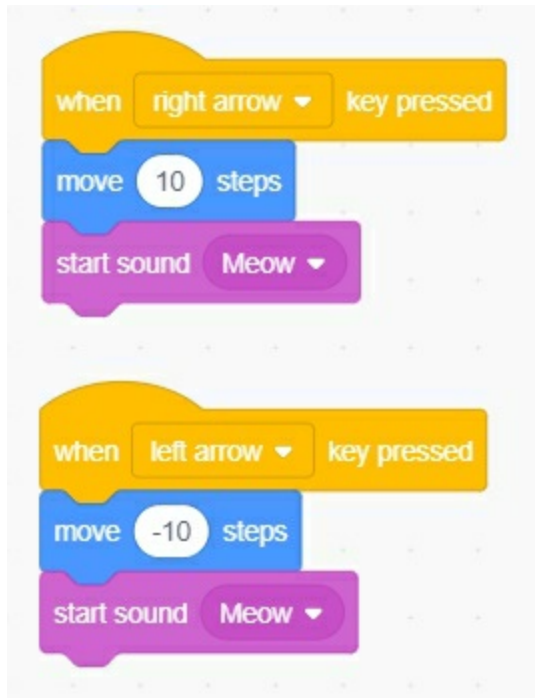 when right arrow key pressed
move 10 steps
start sound Meow
when left arrow key pressed
move -10 steps
start sound Meow